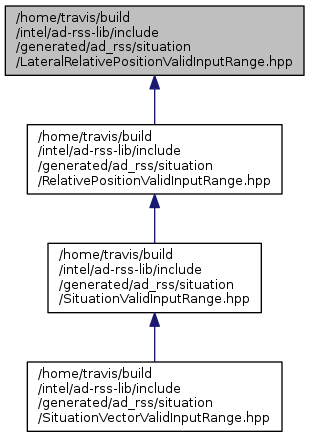 /home/travis/build
/intel/ad-rss-lib/include
/generated/ad_rss/situation
/LateralRelativePositionValidInputRange.hpp
/home/travis/build
/intel/ad-rss-lib/include
/generated/ad_rss/situation
/RelativePositionValidInputRange.hpp
/home/travis/build
/intel/ad-rss-lib/include
/generated/ad_rss/situation
/SituationValidInputRange.hpp
/home/travis/build
/intel/ad-rss-lib/include
/generated/ad_rss/situation
/SituationVectorValidInputRange.hpp